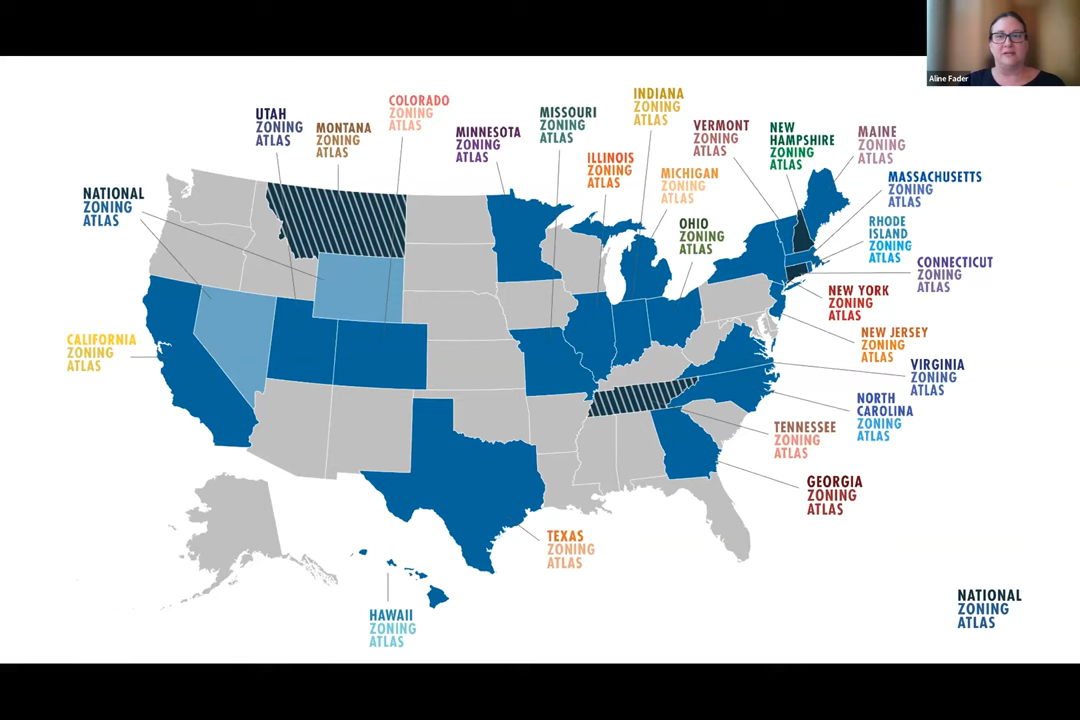 Aline Fader
UTAH
ZONING
ATLAS
MONTANA
ZONING
ATLAS
COLORADO
ZONING
ATLAS
MINNESOTA
ZONING
ATLAS
MISSOURI
ZONING
ATLAS
INDIANA
ZONING
ATLAS
ILLINOIS
ZONING
ATLAS
MICHIGAN
ZONING
ATLAS
OHIO
ZONING
ATLAS
VERMONT
ZONING
ATLAS
NEW
HAMPSHIRE
ZONING
ATLAS
MAINE
ZONING
ATLAS
MASSACHUSETTS
ZONING
ATLAS
RHODE
ISLAND
ZONING
ATLAS
CONNECTICUT
ZONING
ATLAS
NEW YORK
ZONING
ATLAS
NEW JERSEY
ZONING
ATLAS
VIRGINIA
ZONING
ATLAS
NORTH
CAROLINA
ZONING
ATLAS
TENNESSEE
ZONING
ATLAS
GEORGIA
ZONING
ATLAS
NATIONAL
ZONING
ATLAS
CALIFORNIA
ZONING
ATLAS
TEXAS
ZONING
ATLAS
HAWAII
ZONING
ATLAS
NATIONAL
ZONING
ATLAS